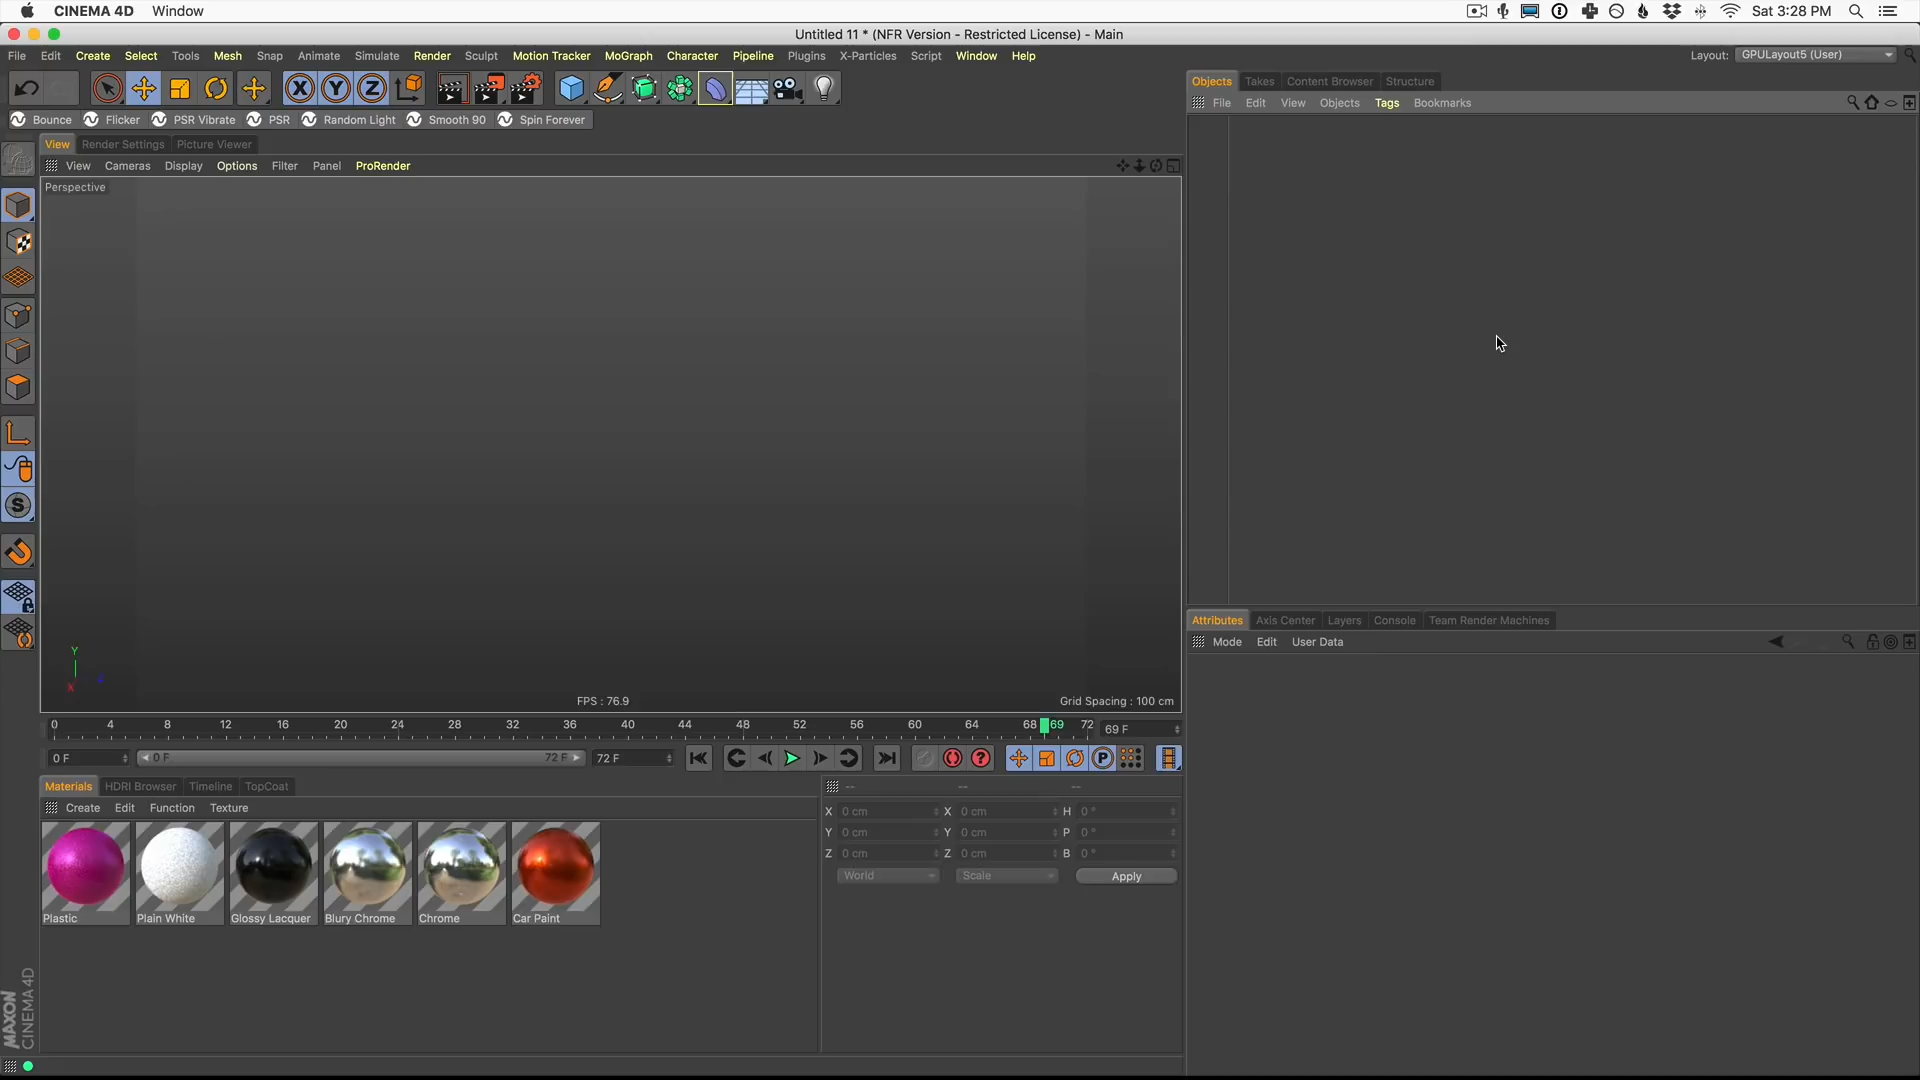 CINEMA 4D Window Sat 3:28 PM
Untitled 11 * (NFR Version - Restricted License) - Main
File Edit Create Select Tools Mesh Snap Animate Simulate Render Sculpt Motion Tracker MoGraph Character Pipeline Plugins X-Particles Script Window Help Layout: GPULayout5 (User)
X Y Z
Objects Takes Content Browser Structure
File Edit View Objects Tags Bookmarks
Bounce Flicker PSR Vibrate PSR Random Light Smooth 90 Spin Forever
View Render Settings Picture Viewer
View Cameras Display Options Filter Panel ProRender
Perspective
S
Y
X
FPS : 76.9 Grid Spacing : 100 cm
0 4 8 12 16 20 24 28 32 36 40 44 48 52 56 60 64 68 69 72 69 F
0 F 0 F 72 F 72 F ? P
Attributes Axis Center Layers Console Team Render Machines
Mode Edit User Data
Materials HDRI Browser Timeline TopCoat -- -- --
Create Edit Function Texture
X 0 cm X 0 cm H 0 °
Y 0 cm Y 0 cm P 0 °
Z 0 cm Z 0 cm B 0 °
World Scale Apply
Plastic Plain White Glossy Lacquer Blury Chrome Chrome Car Paint
MAXON
CINEMA 4D